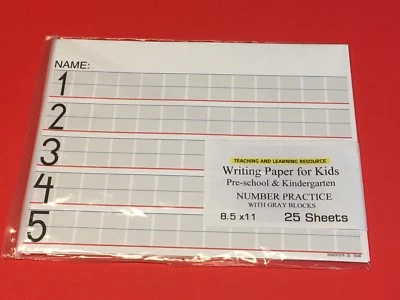 NAME:
1
2
3
4
5
TEACHING AND LEARNING RESOURCE
Writing Paper for Kids
Pre-school & Kindergarten
NUMBER PRACTICE
WITH GRAY BLOCKS
8.5 x11 25 Sheets